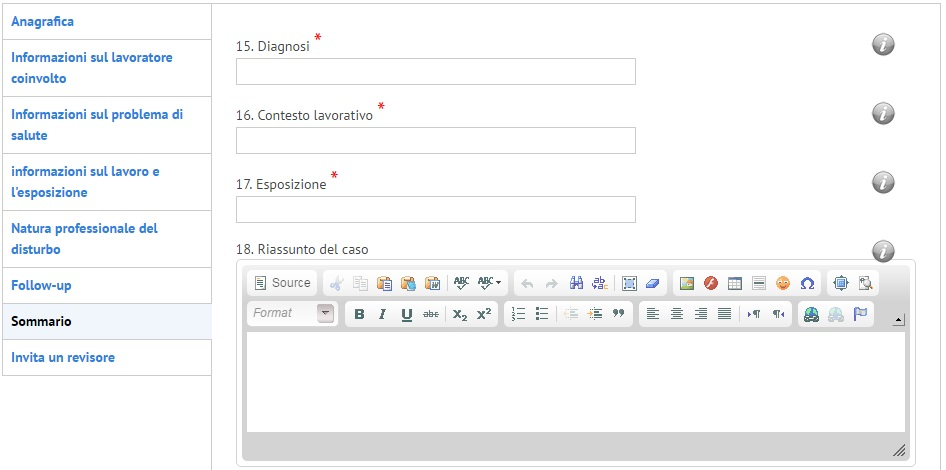 Anagrafica
Informazioni sul lavoratore
coinvolto
Informazioni sul problema di
salute
informazioni sul lavoro e
l'esposizione
Natura professionale del
disturbo
Follow-up
Sommario
Invita un revisore
15. Diagnosi *
16. Contesto lavorativo *
17. Esposizione *
18. Riassunto del caso
Source ABC ABC
Format B I U abc X₂ X²